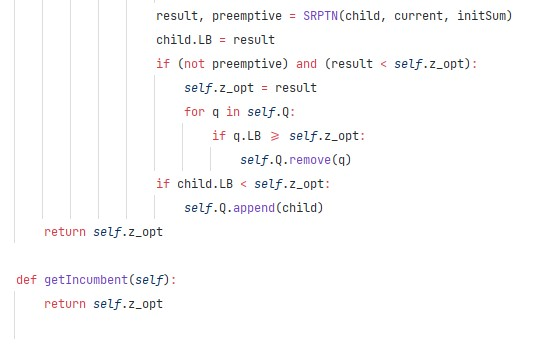 result, preemptive = SRPTN(child, current, initSum)
child.LB = result
if (not preemptive) and (result < self.z_opt):
self.z_opt = result
for q in self.Q:
if q.LB ⩾ self.z_opt:
self.Q.remove(q)
if child.LB < self.z_opt:
self.Q.append(child)
return self.z_opt
def getIncumbent(self):
return self.z_opt